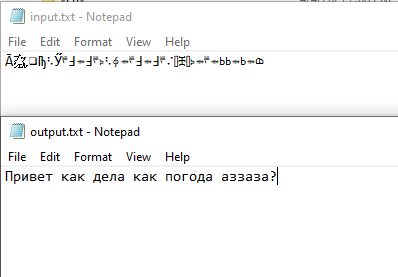 input.txt - Notepad
File Edit Format View Help
output.txt - Notepad
File Edit Format View Help
Привет как дела как погода аззаза?